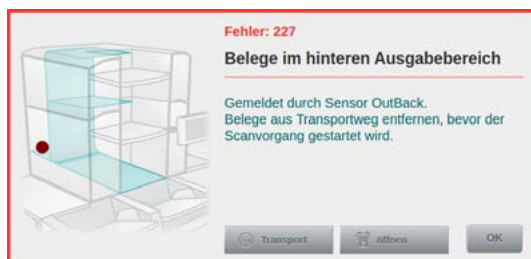 Fehler: 227
Belege im hinteren Ausgabebereich
Gemeldet durch Sensor OutBack.
Belege aus Transportweg entfernen, bevor der
Scanvorgang gestartet wird.
Transport
öffnen
OK